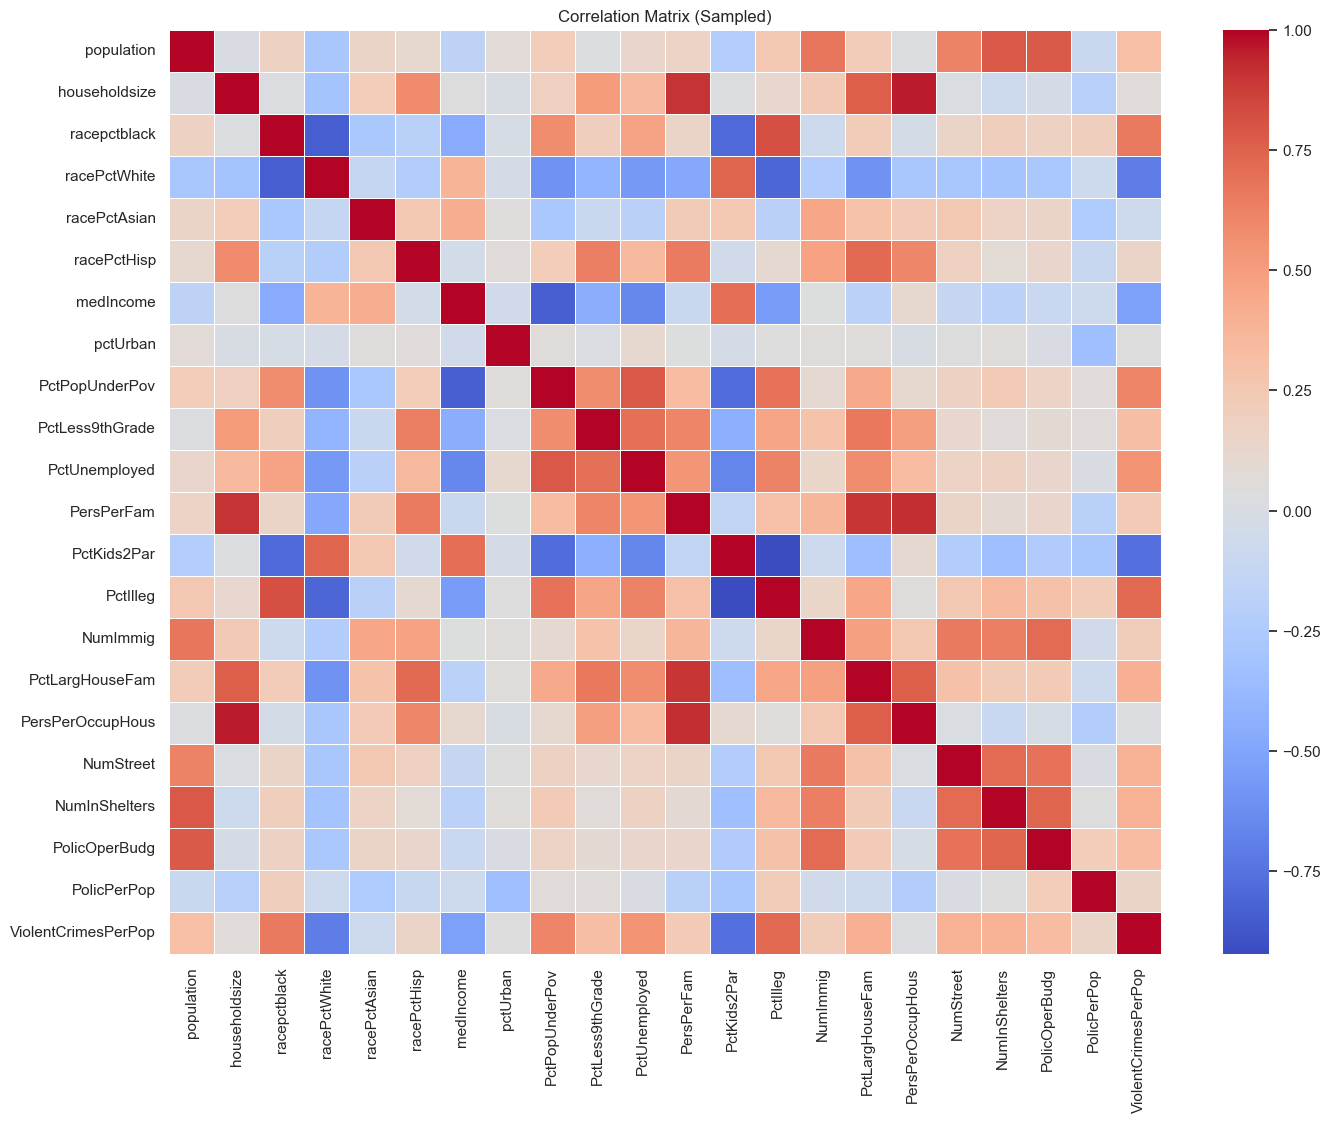 Correlation Matrix (Sampled)
population
householdsize
racepctblack
racePctWhite
racePctAsian
racePctHisp
medIncome
pctUrban
PctPopUnderPov
PctLess9thGrade
PctUnemployed
PersPerFam
PctKids2Par
PctIlleg
NumImmig
PctLargHouseFam
PersPerOccupHous
NumStreet
NumInShelters
PolicOperBudg
PolicPerPop
ViolentCrimesPerPop
population
householdsize
racepctblack
racePctWhite
racePctAsian
racePctHisp
medIncome
pctUrban
PctPopUnderPov
PctLess9thGrade
PctUnemployed
PersPerFam
PctKids2Par
PctIlleg
NumImmig
PctLargHouseFam
PersPerOccupHous
NumStreet
NumInShelters
PolicOperBudg
PolicPerPop
ViolentCrimesPerPop
1.00
0.75
0.50
0.25
0.00
−0.25
−0.50
−0.75